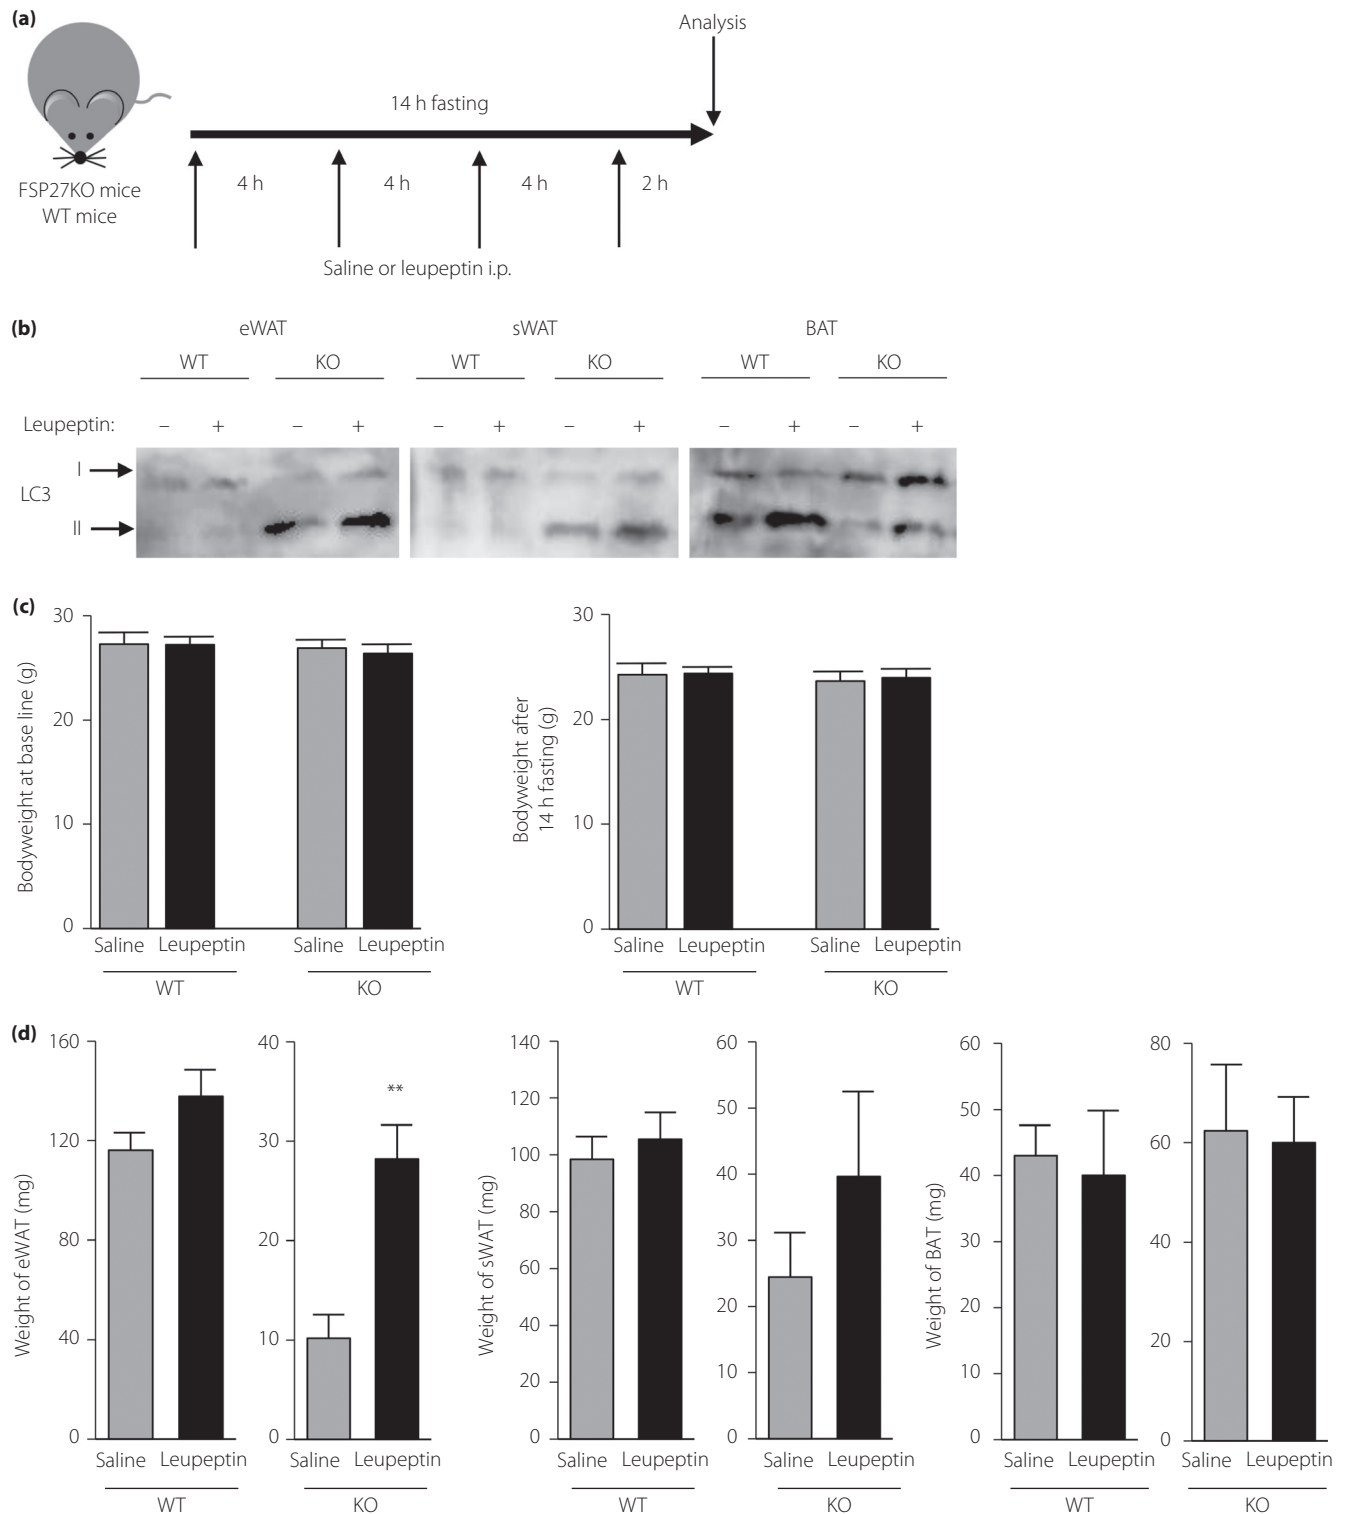 (a)
Analysis
14 h fasting
4 h 4 h 4 h 2 h
FSP27KO mice
WT mice
Saline or leupeptin i.p.
(b)
eWAT sWAT BAT
WT KO WT KO WT KO
Leupeptin: – + – + – + – + – + – +
I
LC3
II
(c)
30
20
10
0
Bodyweight at base line (g)
Saline Leupeptin Saline Leupeptin
WT KO
30
20
10
0
Bodyweight after
14 h fasting (g)
Saline Leupeptin Saline Leupeptin
WT KO
(d)
160
120
80
40
0
Weight of eWAT (mg)
Saline Leupeptin
WT
40
30
20
10
0
**
Saline Leupeptin
KO
140
120
100
80
60
40
20
0
Weight of sWAT (mg)
Saline Leupeptin
WT
60
50
40
30
20
10
0
Saline Leupeptin
KO
60
50
40
30
20
10
0
Weight of BAT (mg)
Saline Leupeptin
WT
80
60
40
20
0
Saline Leupeptin
KO